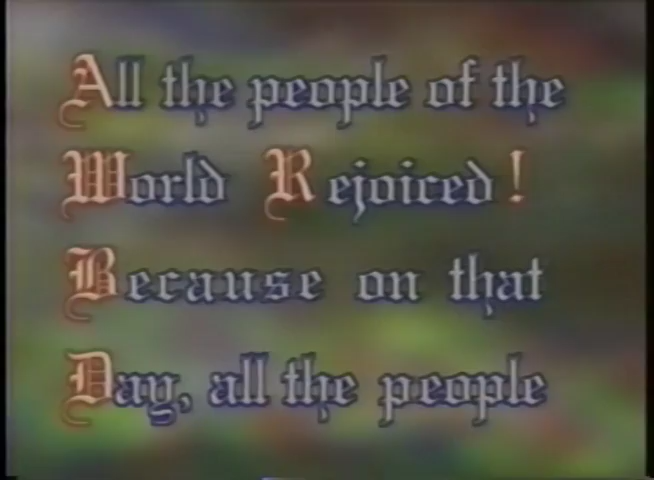 All the people of the
World Rejoiced!
Because on that
Day, all the people